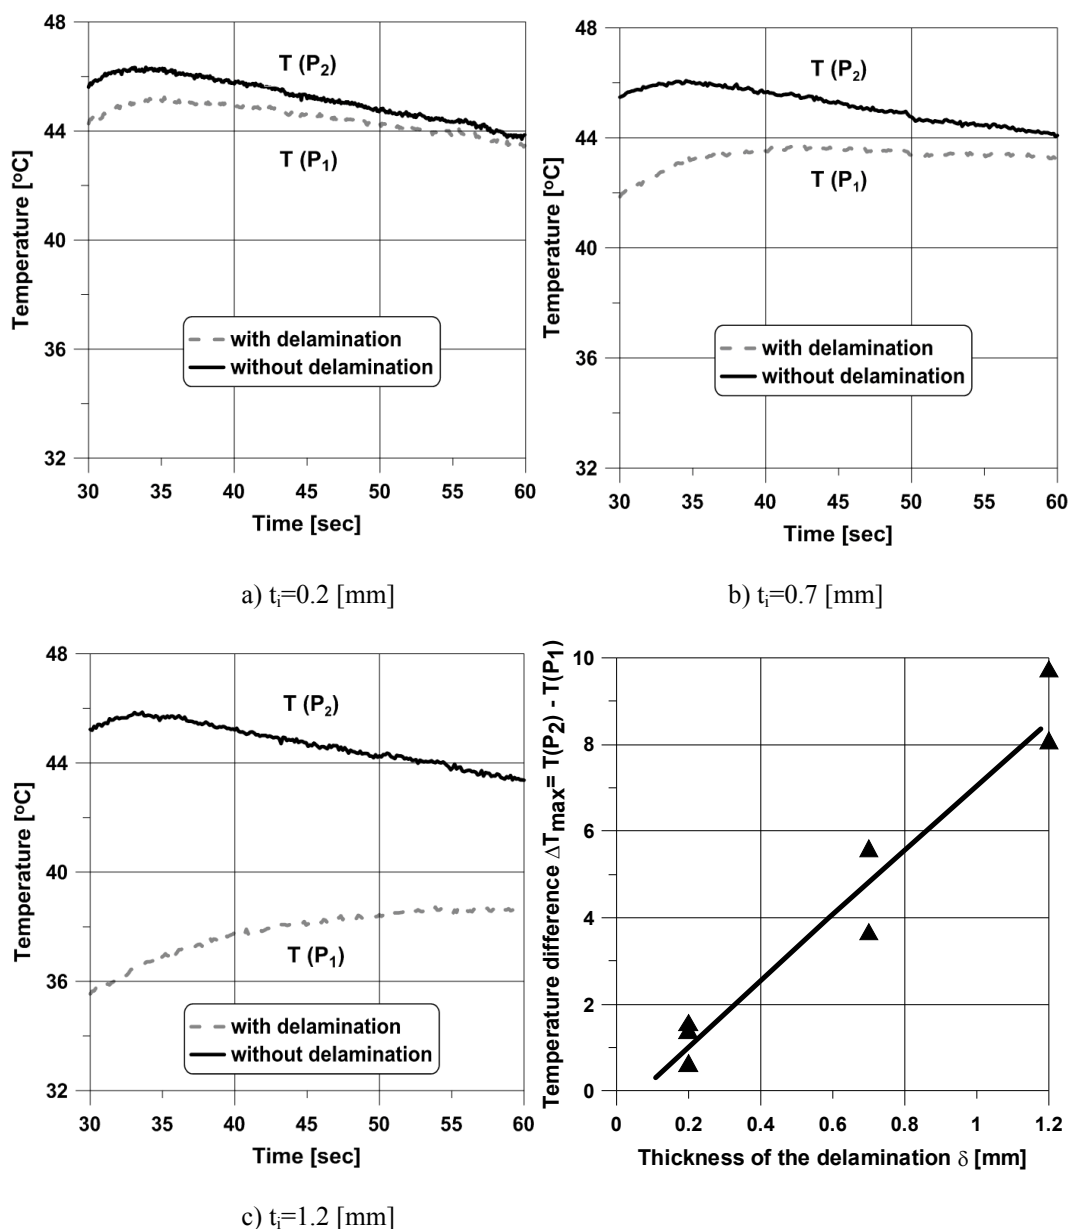 48
44
40
36
32
Temperature [°C]
T (P₂)
T (P₁)
with delamination
without delamination
30 35 40 45 50 55 60
Time [sec]
a) tᵢ=0.2 [mm]
48
44
40
36
32
Temperature [°C]
T (P₂)
T (P₁)
with delamination
without delamination
30 35 40 45 50 55 60
Time [sec]
b) tᵢ=0.7 [mm]
48
44
40
36
32
Temperature [°C]
T (P₂)
T (P₁)
with delamination
without delamination
30 35 40 45 50 55 60
Time [sec]
c) tᵢ=1.2 [mm]
10
8
6
4
2
0
Temperature difference ΔTmax= T(P₂) - T(P₁)
0 0.2 0.4 0.6 0.8 1 1.2
Thickness of the delamination δ [mm]